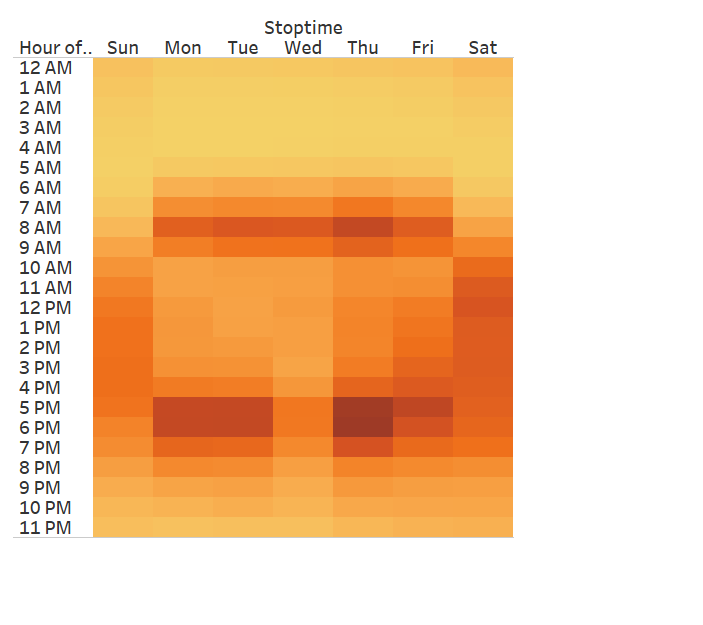 Stoptime
Hour of.. Sun Mon Tue Wed Thu Fri Sat
12 AM
1 AM
2 AM
3 AM
4 AM
5 AM
6 AM
7 AM
8 AM
9 AM
10 AM
11 AM
12 PM
1 PM
2 PM
3 PM
4 PM
5 PM
6 PM
7 PM
8 PM
9 PM
10 PM
11 PM